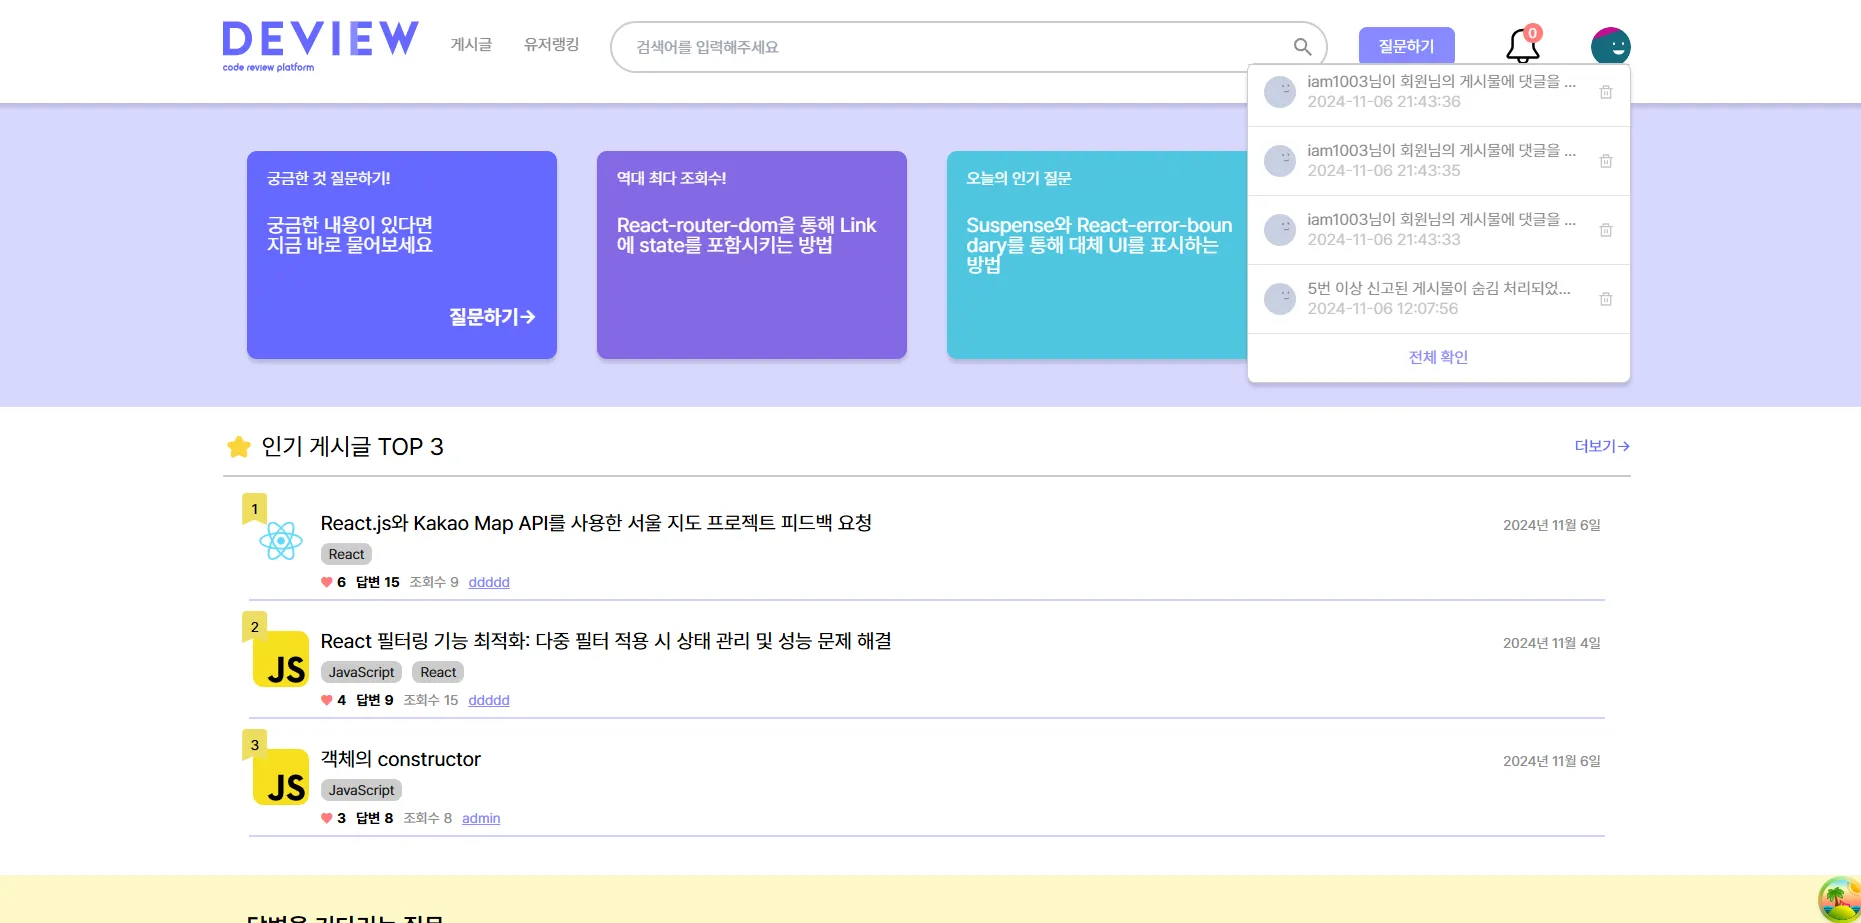 DEVIEW
code review platform
게시글
유저랭킹
검색어를 입력해주세요
질문하기
0
iam1003님이 회원님의 게시물에 댓글을 ...
2024-11-06 21:43:36
iam1003님이 회원님의 게시물에 댓글을 ...
2024-11-06 21:43:35
iam1003님이 회원님의 게시물에 댓글을 ...
2024-11-06 21:43:33
5번 이상 신고된 게시물이 숨김 처리되었...
2024-11-06 12:07:56
전체 확인
궁금한 것 질문하기!
궁금한 내용이 있다면
지금 바로 물어보세요
질문하기→
역대 최다 조회수!
React-router-dom을 통해 Link
에 state를 포함시키는 방법
오늘의 인기 질문
Suspense와 React-error-boun
dary를 통해 대체 UI를 표시하는
방법
인기 게시글 TOP 3
더보기→
1
React.js와 Kakao Map API를 사용한 서울 지도 프로젝트 피드백 요청
2024년 11월 6일
React
6 답변 15 조회수 9 ddddd
2
JS
React 필터링 기능 최적화: 다중 필터 적용 시 상태 관리 및 성능 문제 해결
2024년 11월 4일
JavaScript React
4 답변 9 조회수 15 ddddd
3
JS
객체의 constructor
2024년 11월 6일
JavaScript
3 답변 8 조회수 8 admin